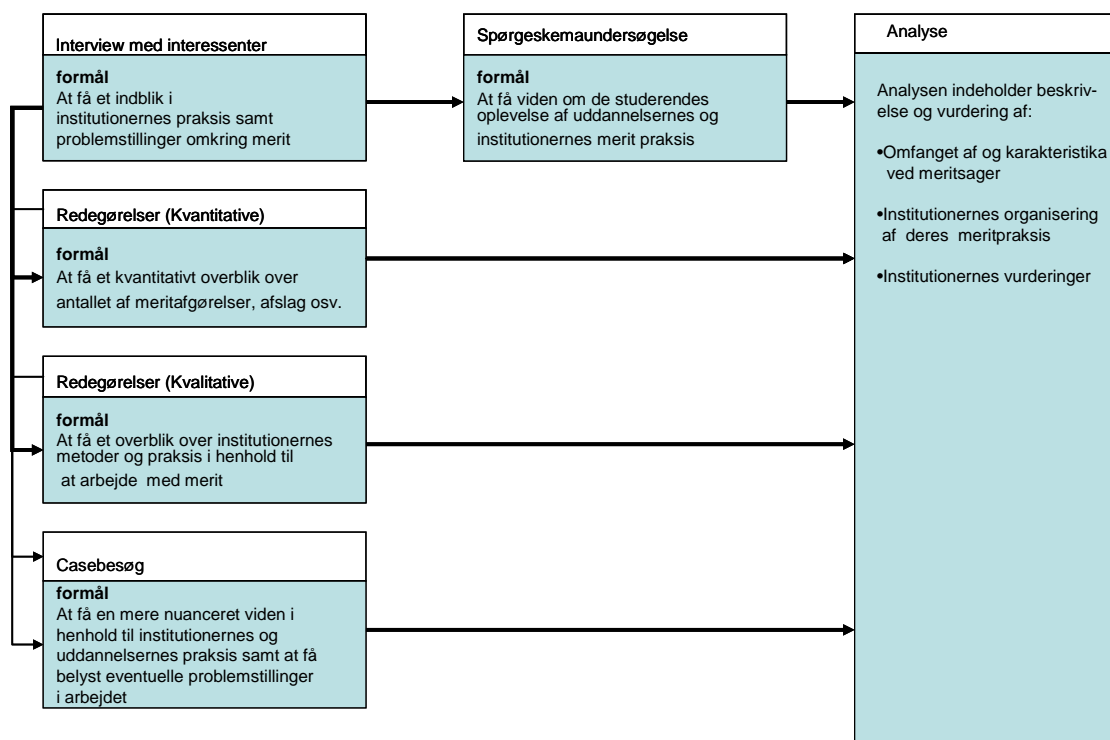 Interview med interessenter
formål
At få et indblik i
institutionernes praksis samt
problemstillinger omkring merit
Spørgeskemaundersøgelse
formål
At få viden om de studerendes
oplevelse af uddannelsernes og
institutionernes merit praksis
Analyse
Analysen indeholder beskriv-
else og vurdering af:
•Omfanget af og karakteristika
ved meritsager
•Institutionernes organisering
af deres meritpraksis
•Institutionernes vurderinger
Redegørelser (Kvantitative)
formål
At få et kvantitativt overblik over
antallet af meritafgørelser, afslag osv.
Redegørelser (Kvalitative)
formål
At få et overblik over institutionernes
metoder og praksis i henhold til
at arbejde med merit
Casebesøg
formål
At få en mere nuanceret viden i
henhold til institutionernes og
uddannelsernes praksis samt at få
belyst eventuelle problemstillinger
i arbejdet